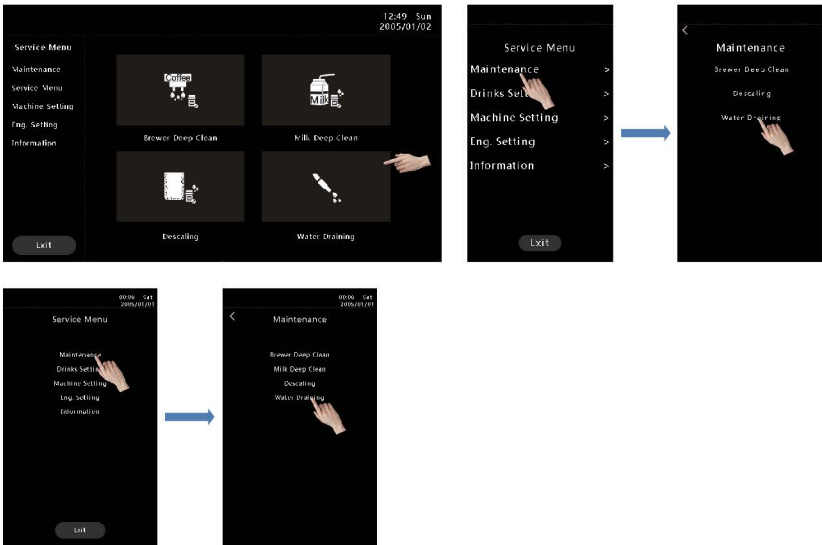 12:49 Sun
2005/01/02
Service Menu
Maintenance
Service Menu
Machine Setting
Eng. Setting
Information
Coffee
Brewer Deep Clean
Milk
Milk Deep Clean
Descaling
Water Draining
Exit
Service Menu
Maintenance >
Drinks Set >
Machine Setting >
Eng. Setting >
Information >
Exit
<
Maintenance
Brewer Deep Clean
Descaling
Water Draining
00:06 Sat
2005/01/01
Service Menu
Maintenance
Drinks Settin
Machine Setting
Eng. Setting
Information
Exit
00:06 Sat
2005/01/01
<
Maintenance
Brewer Deep Clean
Milk Deep Clean
Descaling
Water Draining